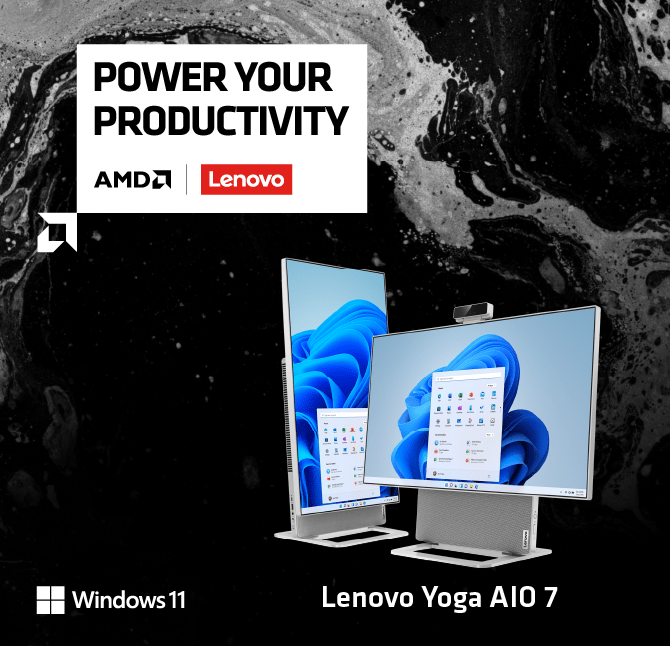 POWER YOUR
PRODUCTIVITY
AMD
Lenovo
Windows 11
Lenovo Yoga AIO 7